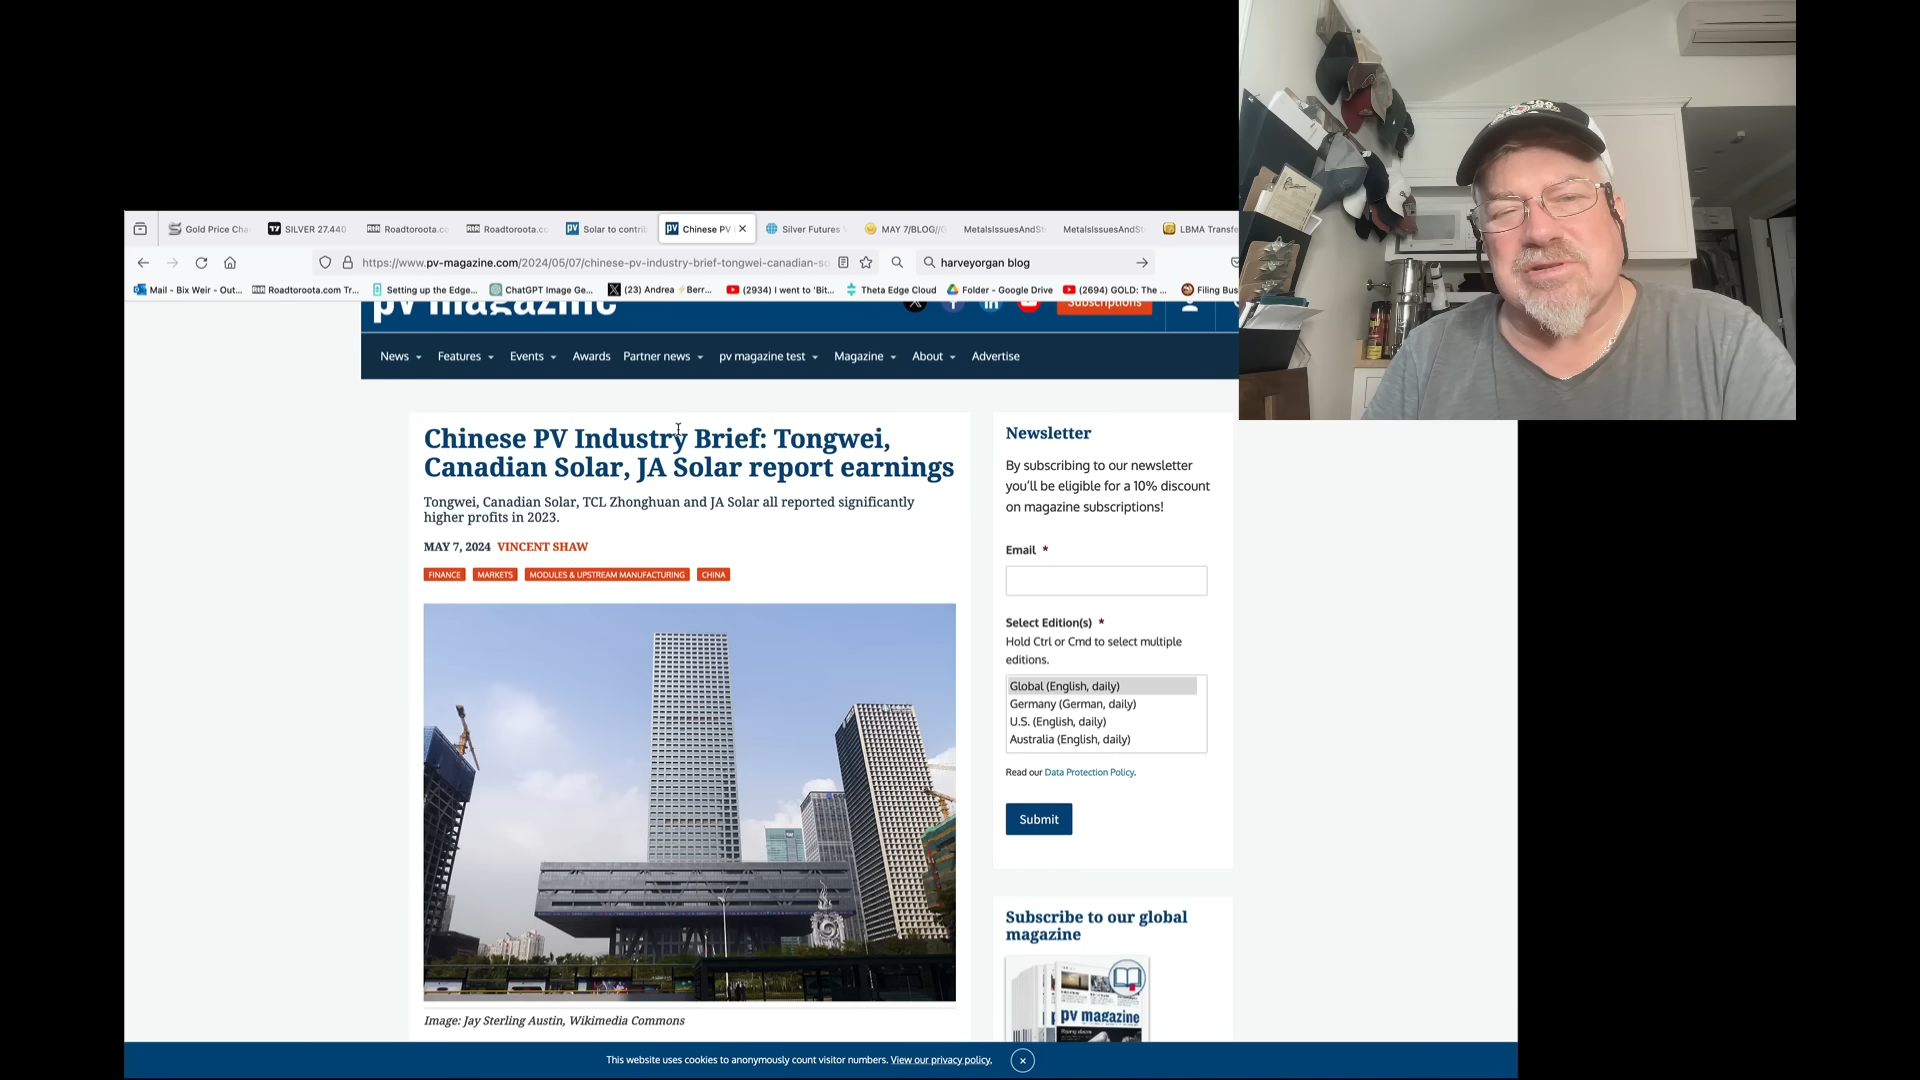 Gold Price Cha
SILVER 27.440
Roadtoroota.co
Roadtoroota.co
Solar to contrib
Chinese PV
Silver Futures
MAY 7/BLOG//G
MetalsIssuesAndSt
MetalsIssuesAndSt
LBMA Transfe
https://www.pv-magazine.com/2024/05/07/chinese-pv-industry-brief-tongwei-canadian-so
harveyorgan blog
Mail - Bix Weir - Out...
Roadtoroota.com Tr...
Setting up the Edge...
ChatGPT Image Ge...
(23) Andrea ⚡Berr...
(2934) I went to 'Bit...
Theta Edge Cloud
Folder - Google Drive
(2694) GOLD: The ...
Filing Bus
pv magazine
Subscriptions
News
Features
Events
Awards
Partner news
pv magazine test
Magazine
About
Advertise
Chinese PV Industry Brief: Tongwei,
Canadian Solar, JA Solar report earnings
Tongwei, Canadian Solar, TCL Zhonghuan and JA Solar all reported significantly
higher profits in 2023.
MAY 7, 2024 VINCENT SHAW
FINANCE
MARKETS
MODULES & UPSTREAM MANUFACTURING
CHINA
Image: Jay Sterling Austin, Wikimedia Commons
Newsletter
By subscribing to our newsletter
you'll be eligible for a 10% discount
on magazine subscriptions!
Email *
Select Edition(s) *
Hold Ctrl or Cmd to select multiple
editions.
Global (English, daily)
Germany (German, daily)
U.S. (English, daily)
Australia (English, daily)
Read our Data Protection Policy.
Submit
Subscribe to our global
magazine
pv magazine
This website uses cookies to anonymously count visitor numbers. View our privacy policy.